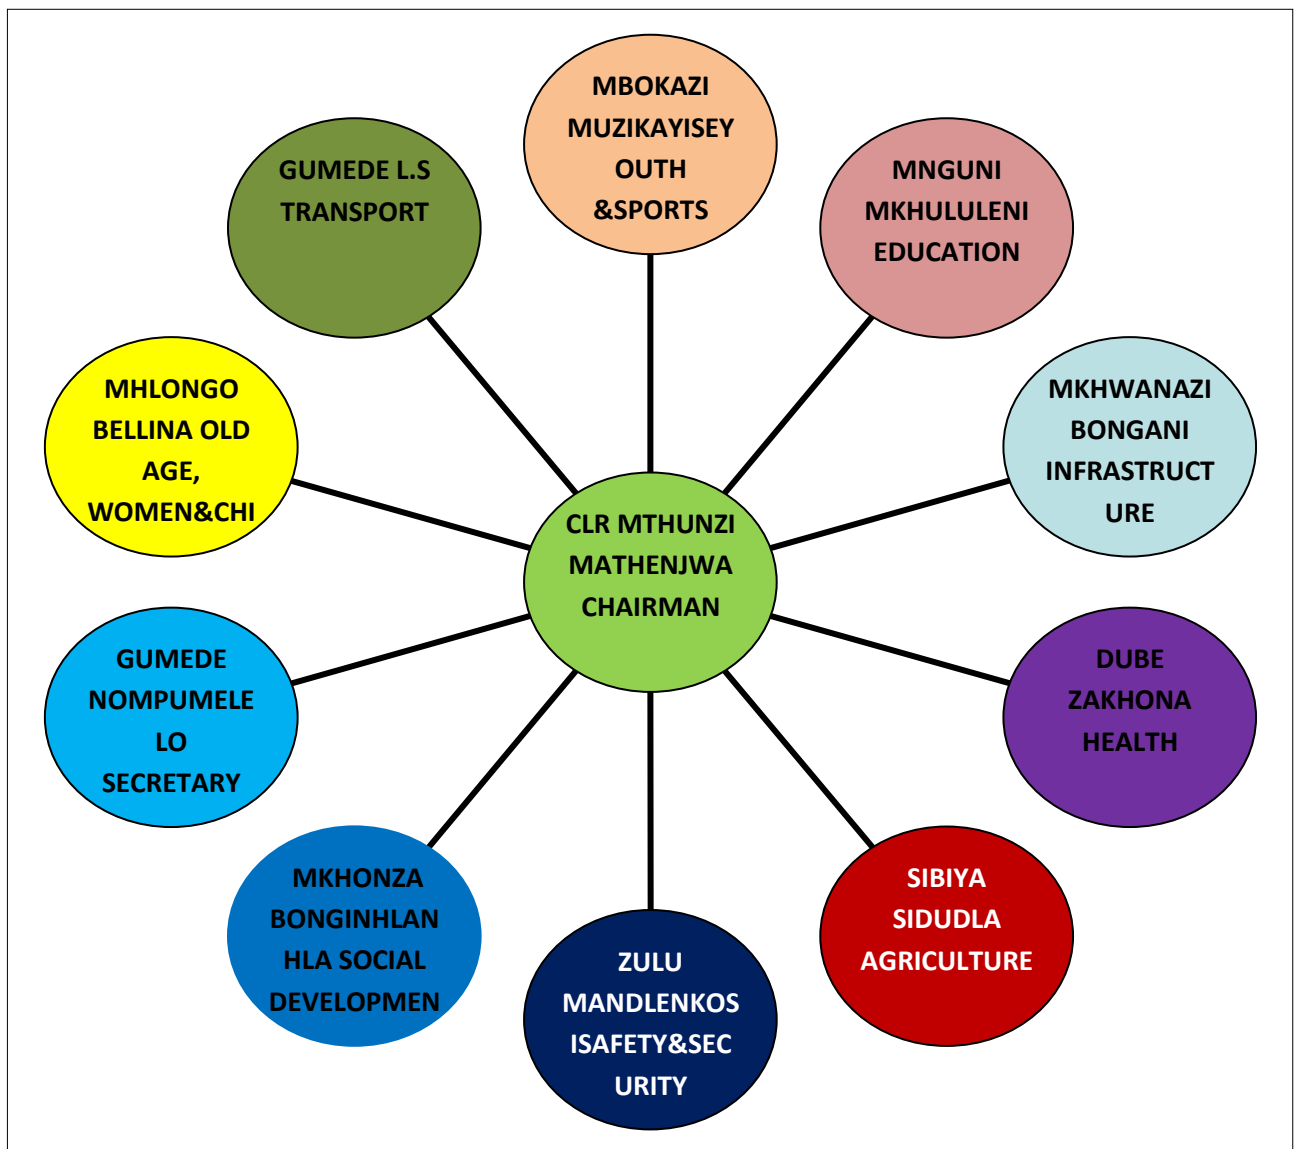 MBOKAZI
MUZIKAYISEY
OUTH
&SPORTS
MNGUNI
MKHULULENI
EDUCATION
MKHWANAZI
BONGANI
INFRASTRUCT
URE
DUBE
ZAKHONA
HEALTH
SIBIYA
SIDUDLA
AGRICULTURE
ZULU
MANDLENKOS
ISAFETY&SEC
URITY
MKHONZA
BONGINHLAN
HLA SOCIAL
DEVELOPMEN
GUMEDE
NOMPUMELE
LO
SECRETARY
MHLONGO
BELLINA OLD
AGE,
WOMEN&CHI
GUMEDE L.S
TRANSPORT
CLR MTHUNZI
MATHENJWA
CHAIRMAN